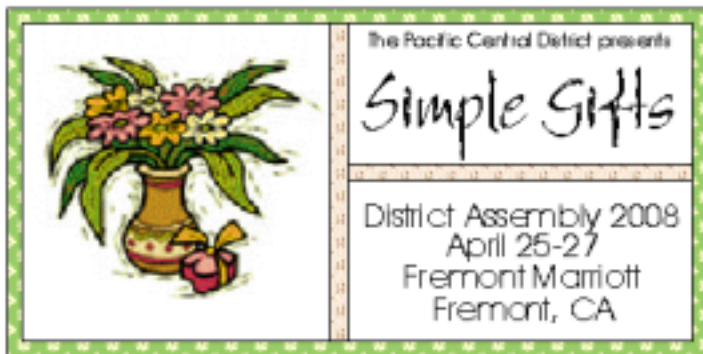 The Pacific Central District presents
Simple Gifts
District Assembly 2008
April 25-27
Fremont Marriott
Fremont, CA